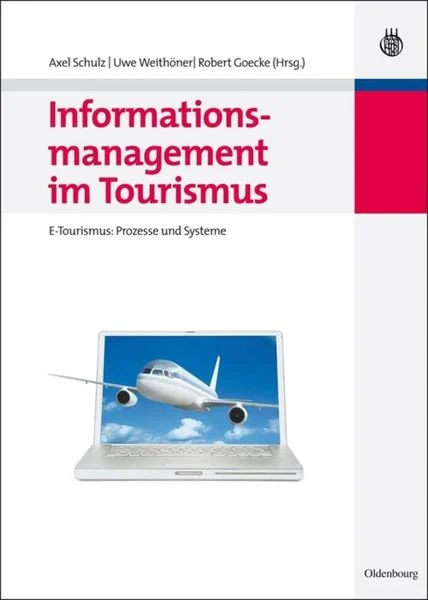 Axel Schulz | Uwe Weithöner| Robert Goecke (Hrsg.)
Informations-
management
im Tourismus
E-Tourismus: Prozesse und Systeme
Oldenbourg